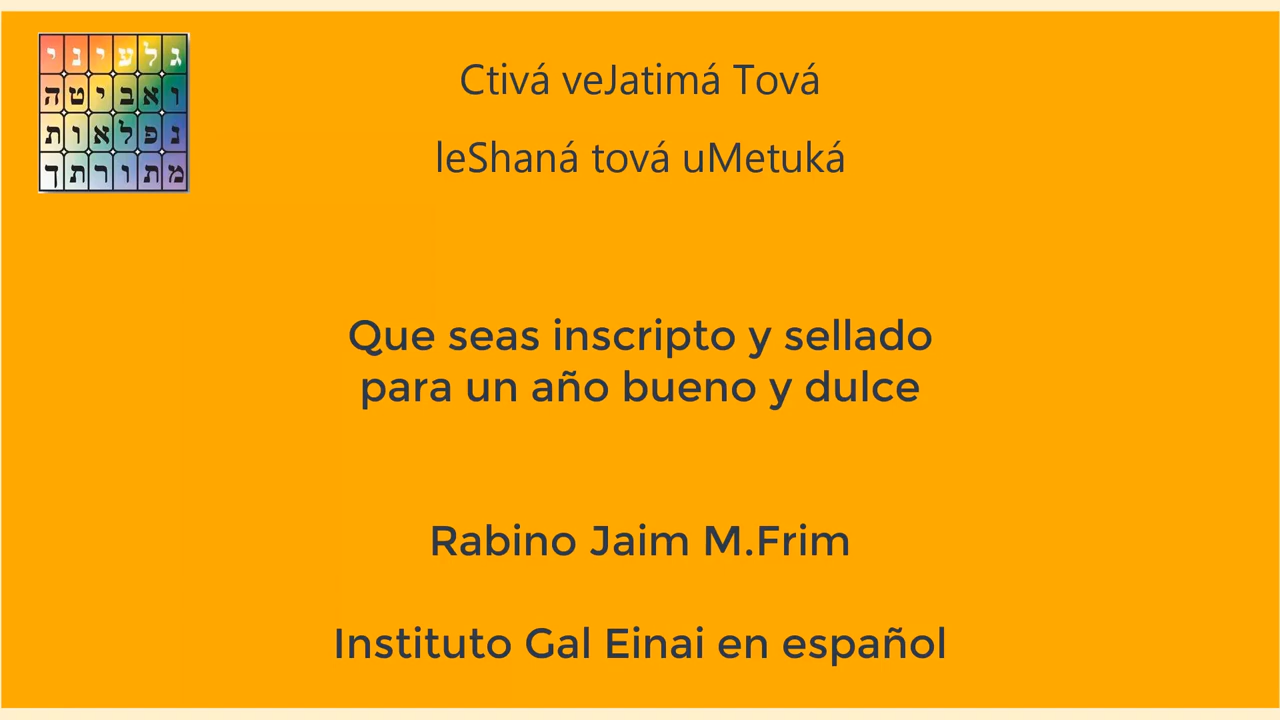 גלעיני
ואביטה
נפלאות
מתורתך
Ctivá veJatimá Tová
leShaná tová uMetuká
Que seas inscripto y sellado
para un año bueno y dulce
Rabino Jaim M.Frim
Instituto Gal Einai en español